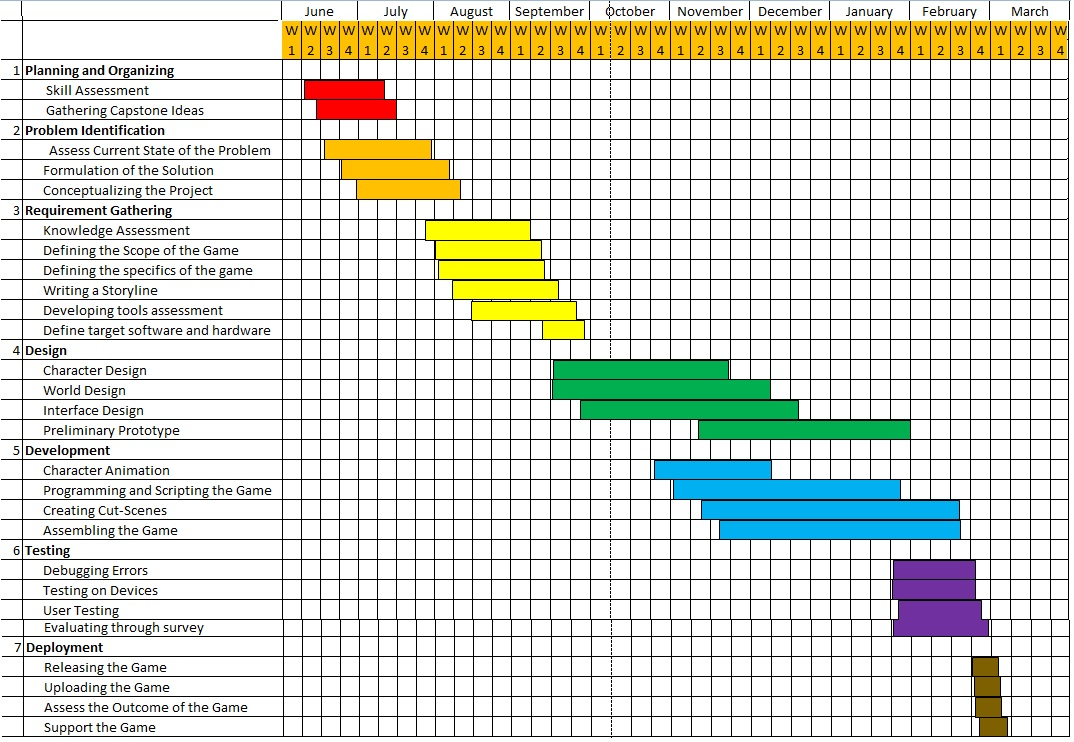 June July August September October November December January February March
W W W W W W W W W W W W W W W W W W W W W W W W W W W W W W W W W W W W W W W W
1 2 3 4 1 2 3 4 1 2 3 4 1 2 3 4 1 2 3 4 1 2 3 4 1 2 3 4 1 2 3 4 1 2 3 4 1 2 3 4
1 Planning and Organizing
Skill Assessment
Gathering Capstone Ideas
2 Problem Identification
Assess Current State of the Problem
Formulation of the Solution
Conceptualizing the Project
3 Requirement Gathering
Knowledge Assessment
Defining the Scope of the Game
Defining the specifics of the game
Writing a Storyline
Developing tools assessment
Define target software and hardware
4 Design
Character Design
World Design
Interface Design
Preliminary Prototype
5 Development
Character Animation
Programming and Scripting the Game
Creating Cut-Scenes
Assembling the Game
6 Testing
Debugging Errors
Testing on Devices
User Testing
Evaluating through survey
7 Deployment
Releasing the Game
Uploading the Game
Assess the Outcome of the Game
Support the Game